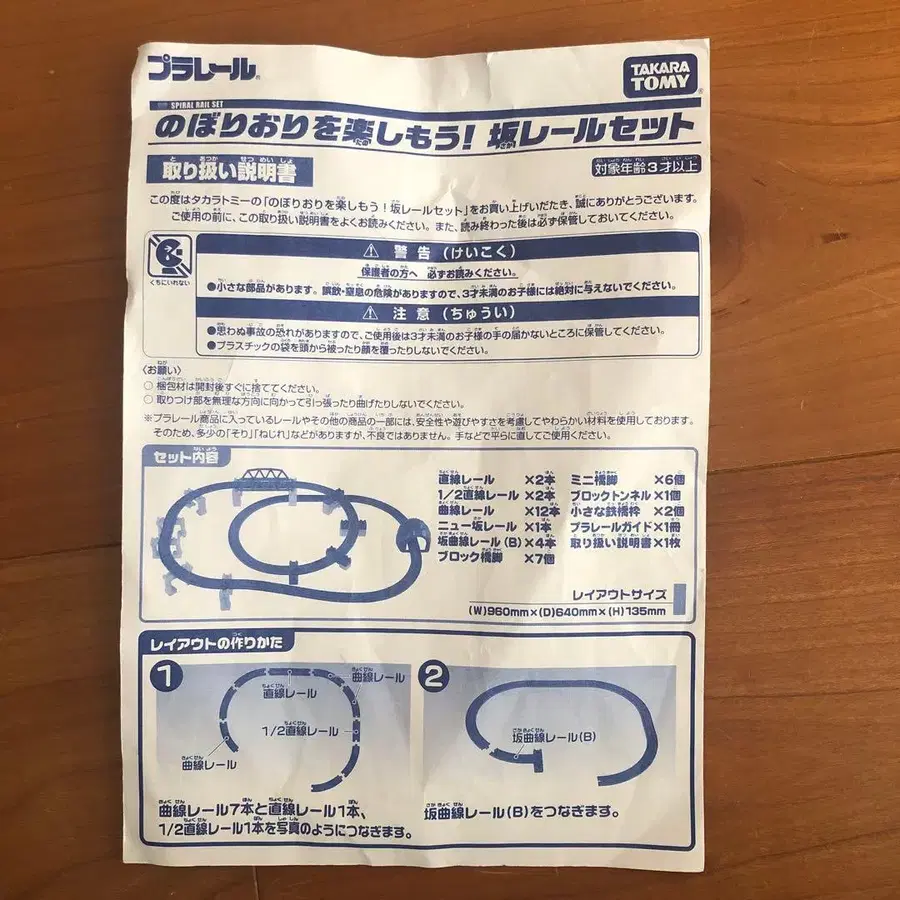 プラレール
TAKARA TOMY
SPIRAL RAIL SET
のぼりおりを楽しもう!坂レールセット
取り扱い説明書
対象年齢3才以上
この度はタカラトミーの「のぼりおりを楽しもう!坂レールセット」をお買い上げいただき、誠にありがとうございます。
ご使用の前に、この取り扱い説明書をよくお読みください。また、読み終わった後は必ず保管しておいてください。
くちにいれない
⚠ 警告(けいこく)
保護者の方へ 必ずお読みください。
●小さな部品があります。誤飲・窒息の危険がありますので、3才未満のお子様には絶対に与えないでください。
⚠ 注意(ちゅうい)
●思わぬ事故の恐れがありますので、ご使用後は3才未満のお子様の手の届かないところに保管してください。
●プラスチックの袋を頭から被ったり顔を覆ったりしないでください。
〈お願い〉
○ 梱包材は開封後すぐに捨ててください。
○ 取りつけ部を無理な方向に向かって引っ張ったり曲げたりしないでください。
※プラレール商品に入っているレールやその他の商品の一部には、安全性や遊びやすさを考慮してやわらかい材料を使用しております。
そのため、多少の「そり」「ねじれ」などがありますが、不良ではありません。手などで平らに直してご使用ください。
セット内容
直線レール ×2本
1/2直線レール ×2本
曲線レール ×12本
ニュー坂レール ×1本
坂曲線レール(B) ×4本
ブロック橋脚 ×7個
ミニ橋脚 ×6個
ブロックトンネル ×1個
小さな鉄橋枠 ×2個
プラレールガイド ×1冊
取り扱い説明書 ×1枚
レイアウトサイズ
(W)960mm×(D)640mm×(H)135mm
レイアウトの作りかた
1
曲線レール
直線レール
1/2直線レール
曲線レール
曲線レール7本と直線レール1本、
1/2直線レール1本を写真のようにつなぎます。
2
坂曲線レール(B)
坂曲線レール(B)をつなぎます。